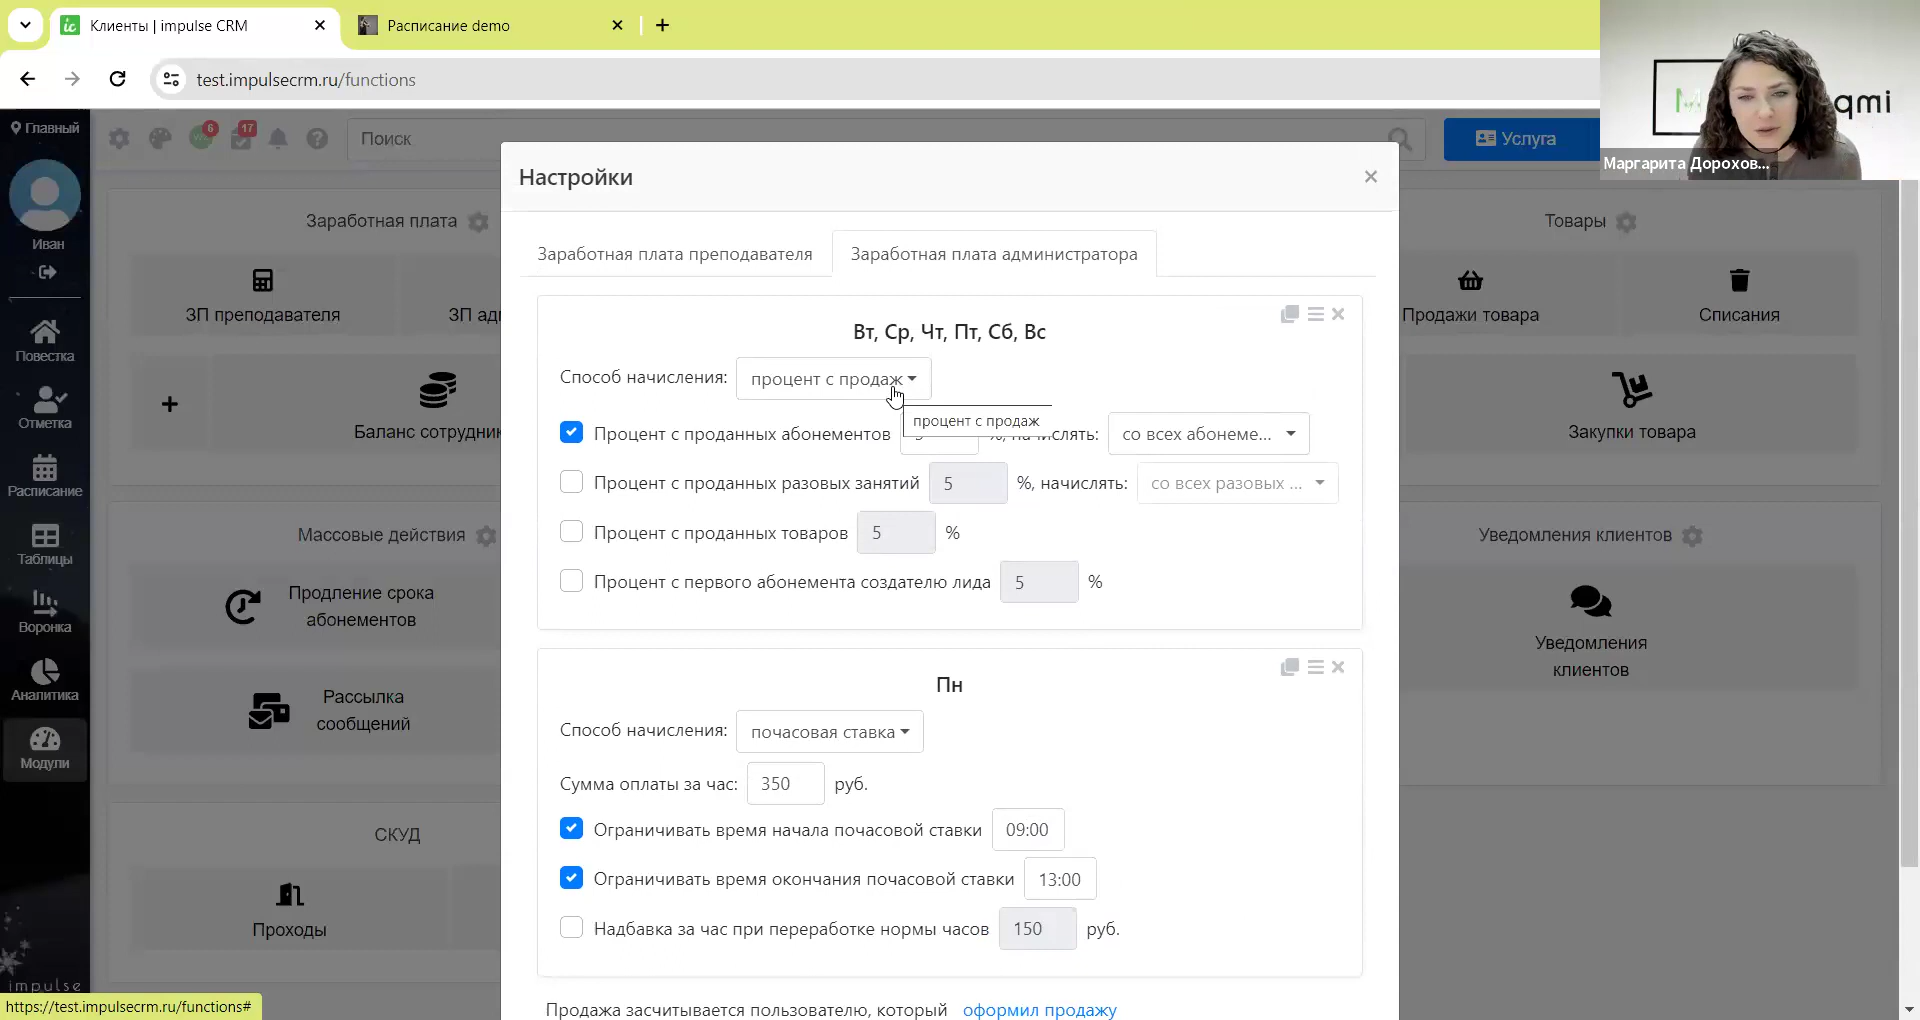 Клиенты | impulse CRM
Расписание demo
test.impulsecrm.ru/functions
Маргарита Дорохов...
Главный
6
17
Поиск
Услуга
Иван
Повестка
Отметка
Расписание
Таблицы
Воронка
Аналитика
Модули
impulse
Заработная плата
ЗП преподавателя
ЗП ад
Баланс сотрудник
Массовые действия
Продление срока
абонементов
Рассылка
сообщений
СКУД
Проходы
Настройки
Заработная плата преподавателя
Заработная плата администратора
Вт, Ср, Чт, Пт, Сб, Вс
Способ начисления: процент с продаж
процент с продаж
Процент с проданных абонементов %, начислять: со всех абонеме...
Процент с проданных разовых занятий 5 %, начислять: со всех разовых ...
Процент с проданных товаров 5 %
Процент с первого абонемента создателю лида 5 %
Пн
Способ начисления: почасовая ставка
Сумма оплаты за час: 350 руб.
Ограничивать время начала почасовой ставки 09:00
Ограничивать время окончания почасовой ставки 13:00
Надбавка за час при переработке нормы часов 150 руб.
Продажа засчитывается пользователю, который оформил продажу
Товары
Продажи товара
Списания
Закупки товара
Уведомления клиентов
Уведомления
клиентов
https://test.impulsecrm.ru/functions#